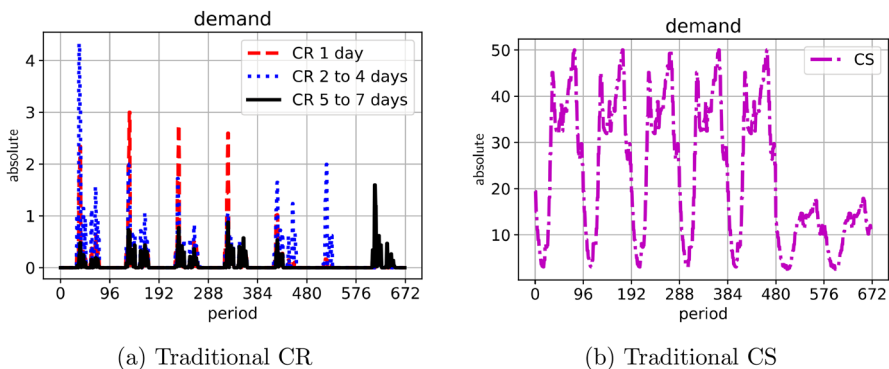 demand
CR 1 day
CR 2 to 4 days
CR 5 to 7 days
absolute
4
3
2
1
0
0 96 192 288 384 480 576 672
period
(a) Traditional CR
demand
CS
absolute
50
40
30
20
10
0 96 192 288 384 480 576 672
period
(b) Traditional CS